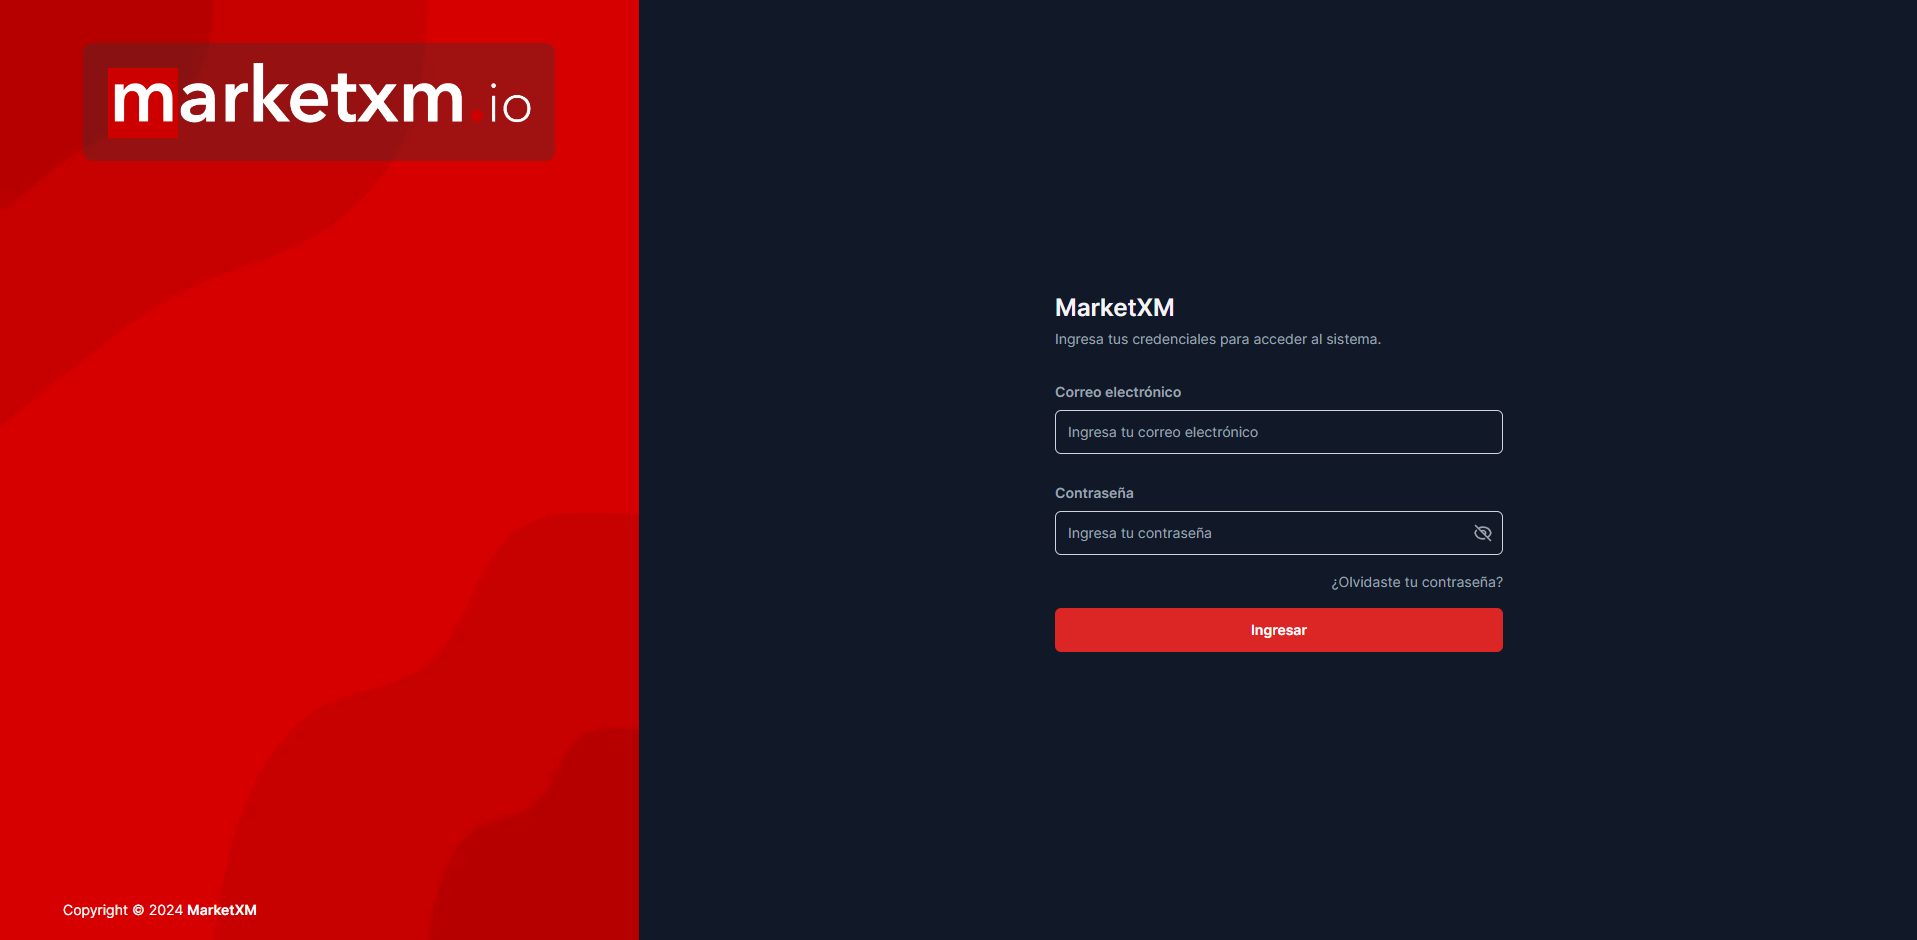 marketxm.io
MarketXM
Ingresa tus credenciales para acceder al sistema.
Correo electrónico
Ingresa tu correo electrónico
Contraseña
Ingresa tu contraseña
¿Olvidaste tu contraseña?
Ingresar
Copyright © 2024 MarketXM